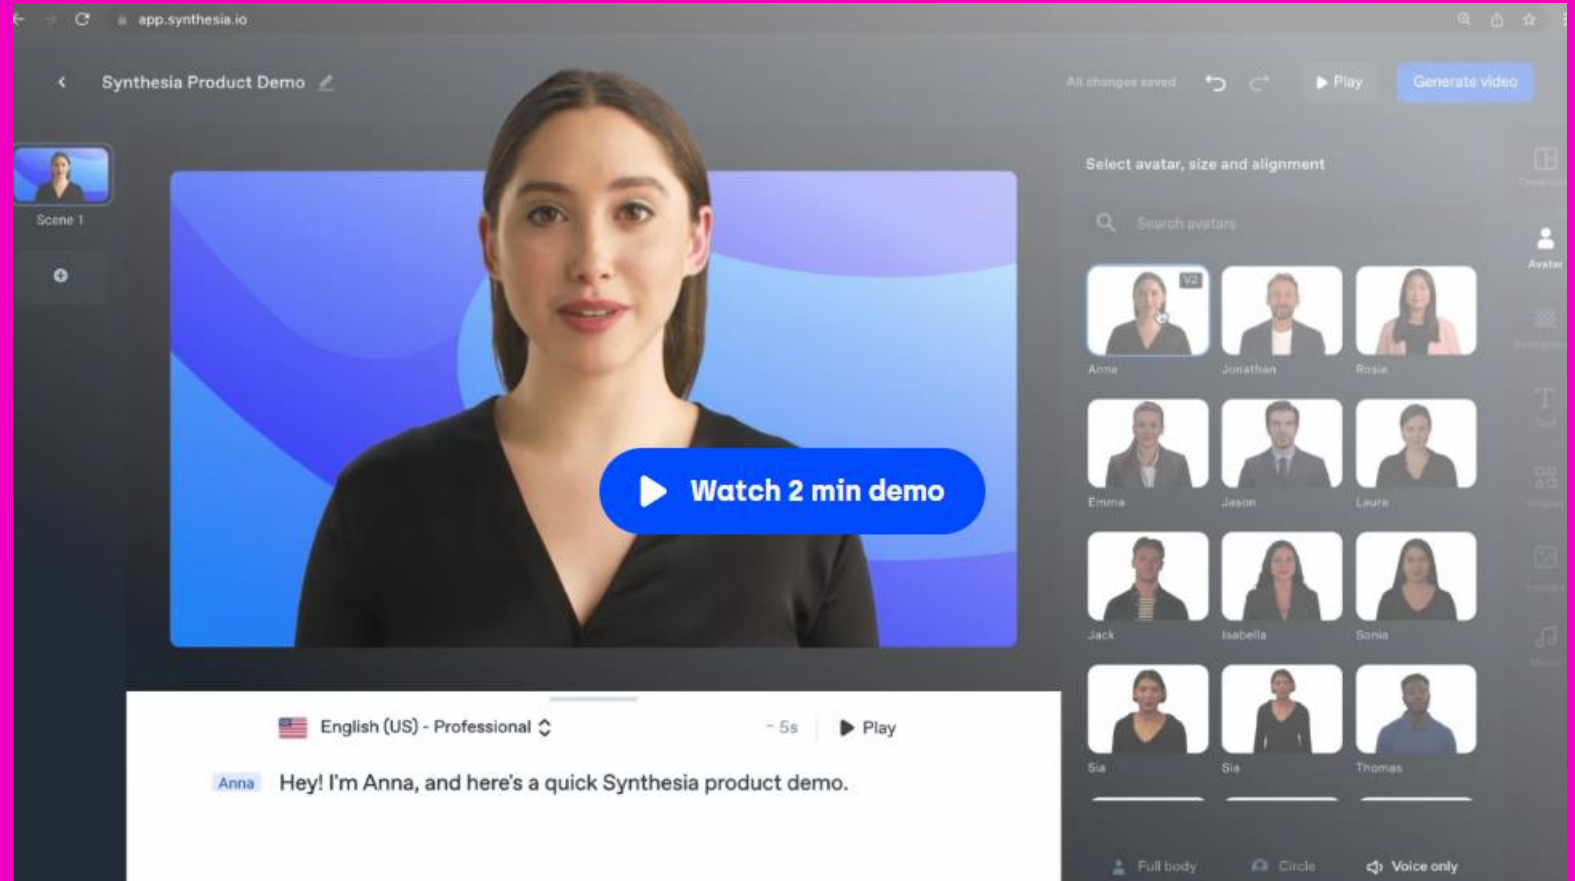 app.synthesia.io
Synthesia Product Demo
All changes saved
Play
Generate video
Scene 1
Select avatar, size and alignment
Search avatars
V2
Anna
Jonathan
Rosie
Emma
Jason
Laura
Jack
Isabella
Sonia
Sia
Sia
Thomas
Avatar
Text
Watch 2 min demo
English (US) - Professional
~ 5s
Play
Anna Hey! I'm Anna, and here's a quick Synthesia product demo.
Full body
Circle
Voice only